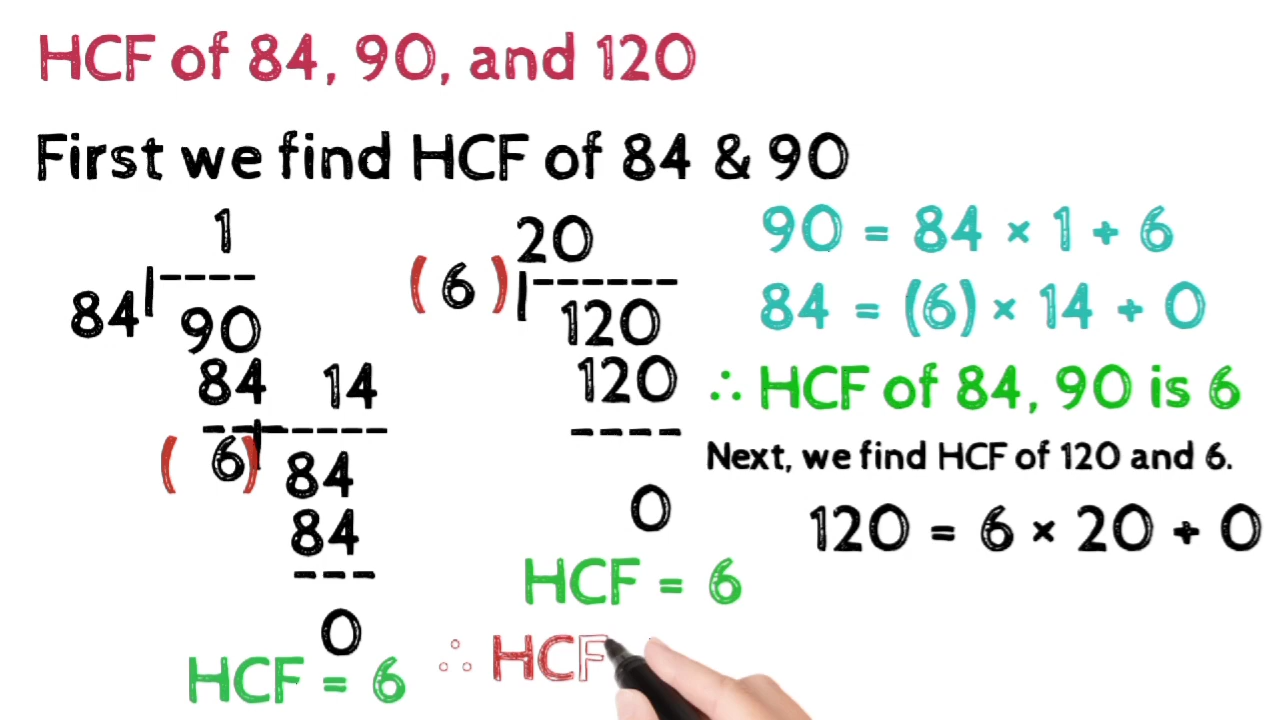 HCF of 84, 90, and 120
First we find HCF of 84 & 90
1
84
90
84
14
( 6)
84
84
0
HCF = 6
20
( 6 )
120
120
0
HCF = 6
∴ HCF
90 = 84 × 1 + 6
84 = (6) × 14 + 0
∴ HCF of 84, 90 is 6
Next, we find HCF of 120 and 6.
120 = 6 × 20 + 0